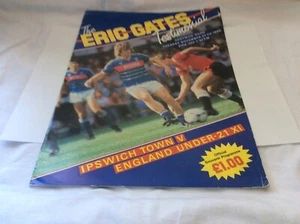 The
ERIC GATES
Testimonial
IPSWICH TOWN V
ENGLAND UNDER-21 XI
£1.00